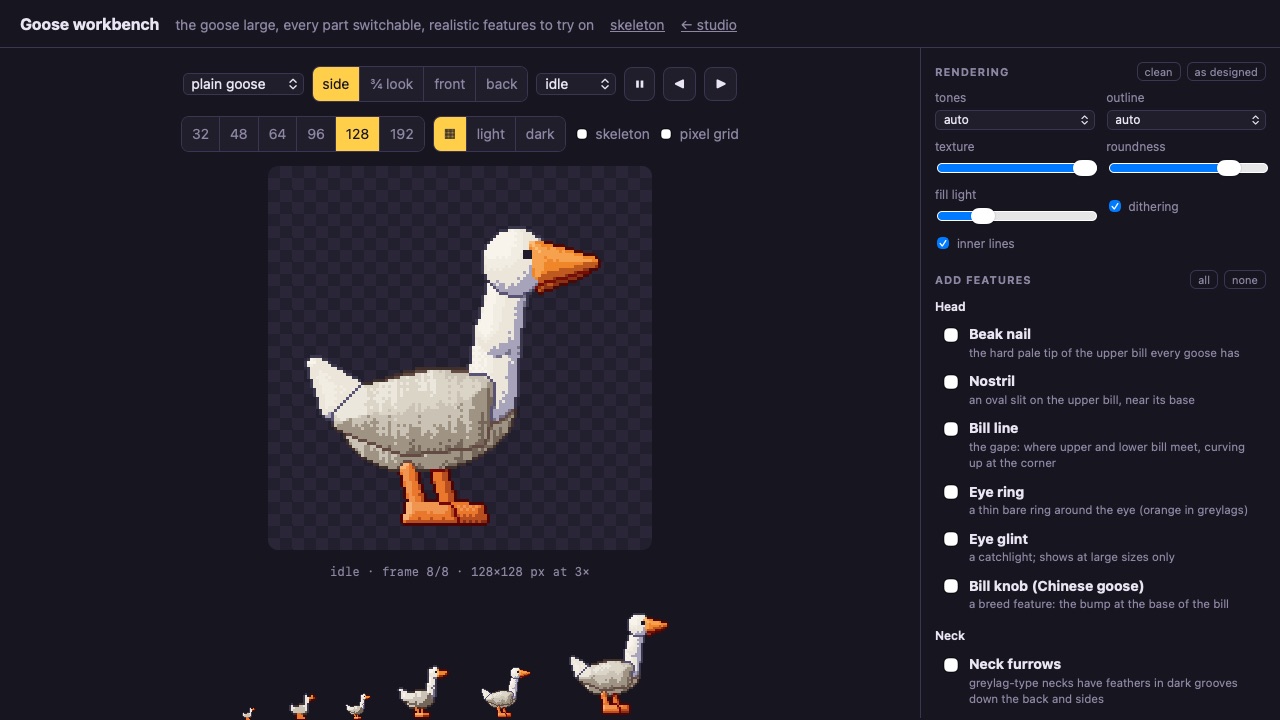 Goose workbench the goose large, every part switchable, realistic features to try on skeleton ← studio
plain goose side ¾ look front back idle
32 48 64 96 128 192 light dark skeleton pixel grid
idle · frame 8/8 · 128×128 px at 3×
RENDERING clean as designed
tones outline
auto auto
texture roundness
fill light
dithering
inner lines
ADD FEATURES all none
Head
Beak nail
the hard pale tip of the upper bill every goose has
Nostril
an oval slit on the upper bill, near its base
Bill line
the gape: where upper and lower bill meet, curving
up at the corner
Eye ring
a thin bare ring around the eye (orange in greylags)
Eye glint
a catchlight; shows at large sizes only
Bill knob (Chinese goose)
a breed feature: the bump at the base of the bill
Neck
Neck furrows
greylag-type necks have feathers in dark grooves
down the back and sides